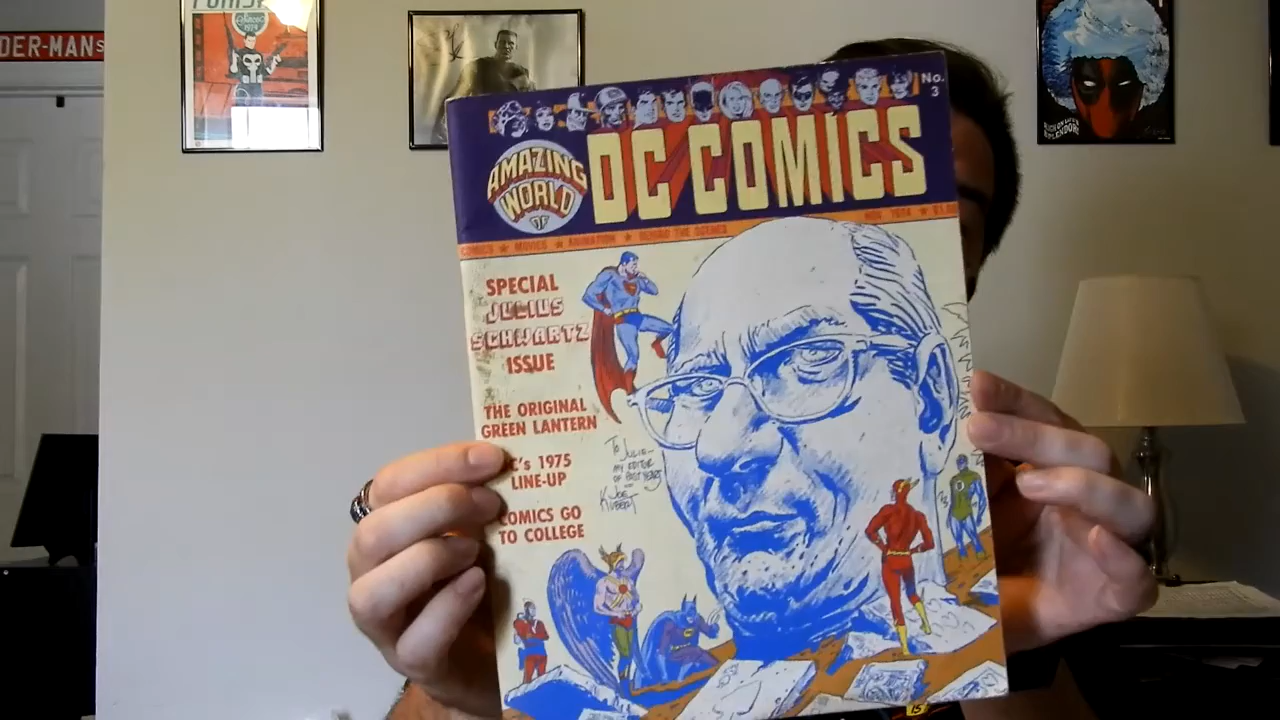 DER-MAN
No.
3
AMAZING
WORLD
OF
DC COMICS
COMICS ★ MOVIES ★ ANIMATION ★ BEHIND THE SCENES
NOV. 1974 ★ $1.50
SPECIAL
JULIUS
SCHWARTZ
ISSUE
THE ORIGINAL
GREEN LANTERN
C's 1975
LINE-UP
COMICS GO
TO COLLEGE
TO JULIE—
MY EDITOR
JOE
KUBERT